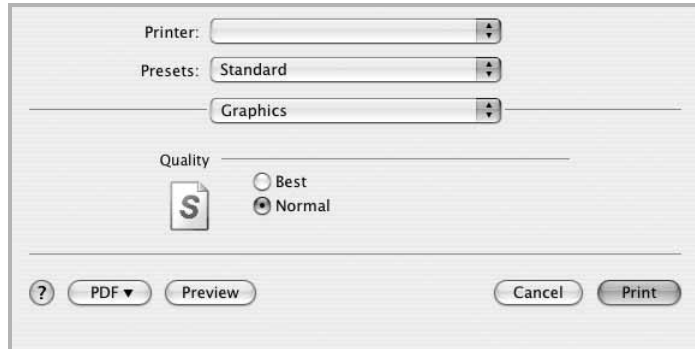 Printer:
Presets: Standard
Graphics
Quality
Best
S
Normal
? PDF ▼ Preview Cancel Print